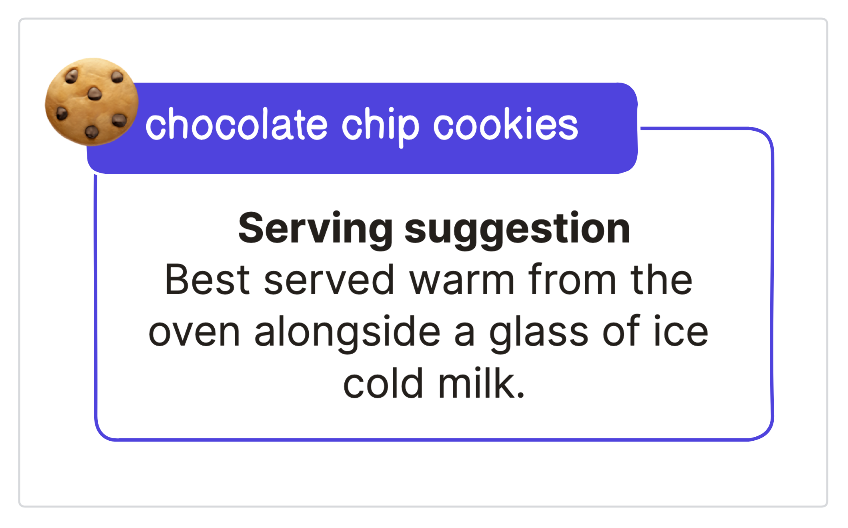 chocolate chip cookies
Serving suggestion
Best served warm from the
oven alongside a glass of ice
cold milk.